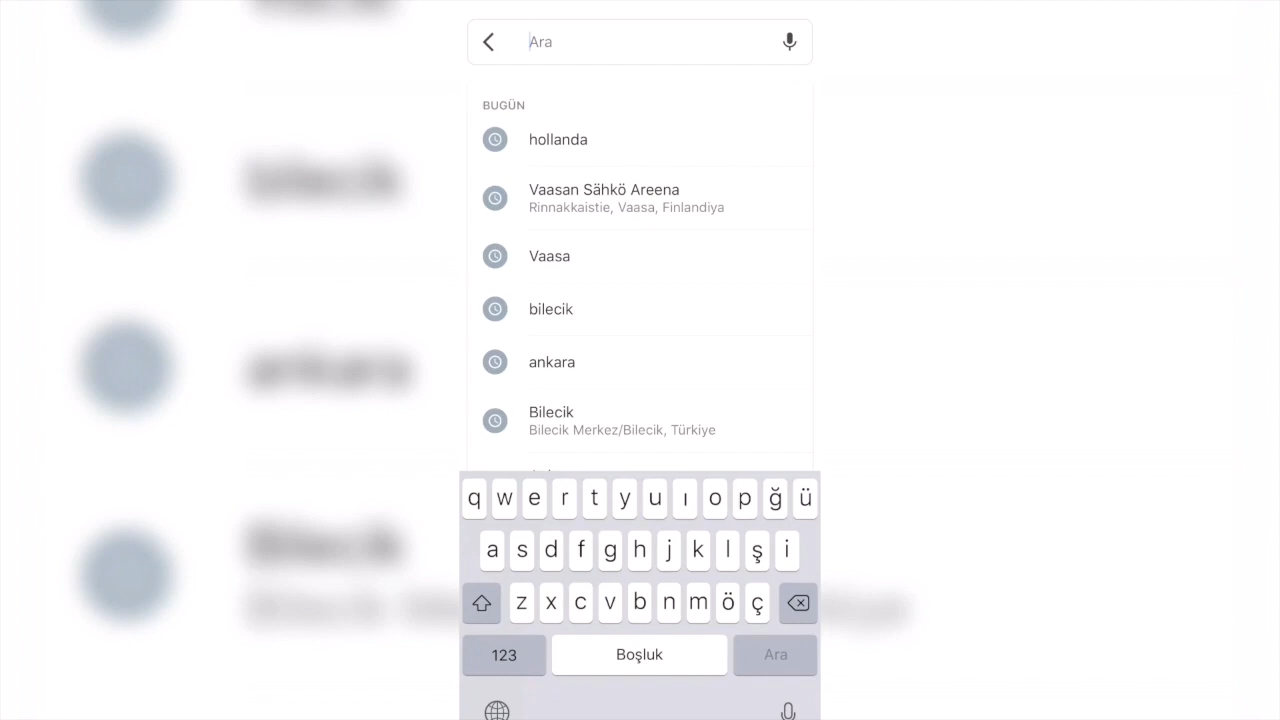 Ara
BUGÜN
hollanda
Vaasan Sähkö Areena
Rinnakkaistie, Vaasa, Finlandiya
Vaasa
bilecik
ankara
Bilecik
Bilecik Merkez/Bilecik, Türkiye
q w e r t y u ı o p ğ ü
a s d f g h j k l ş i
z x c v b n m ö ç
123 Boşluk Ara